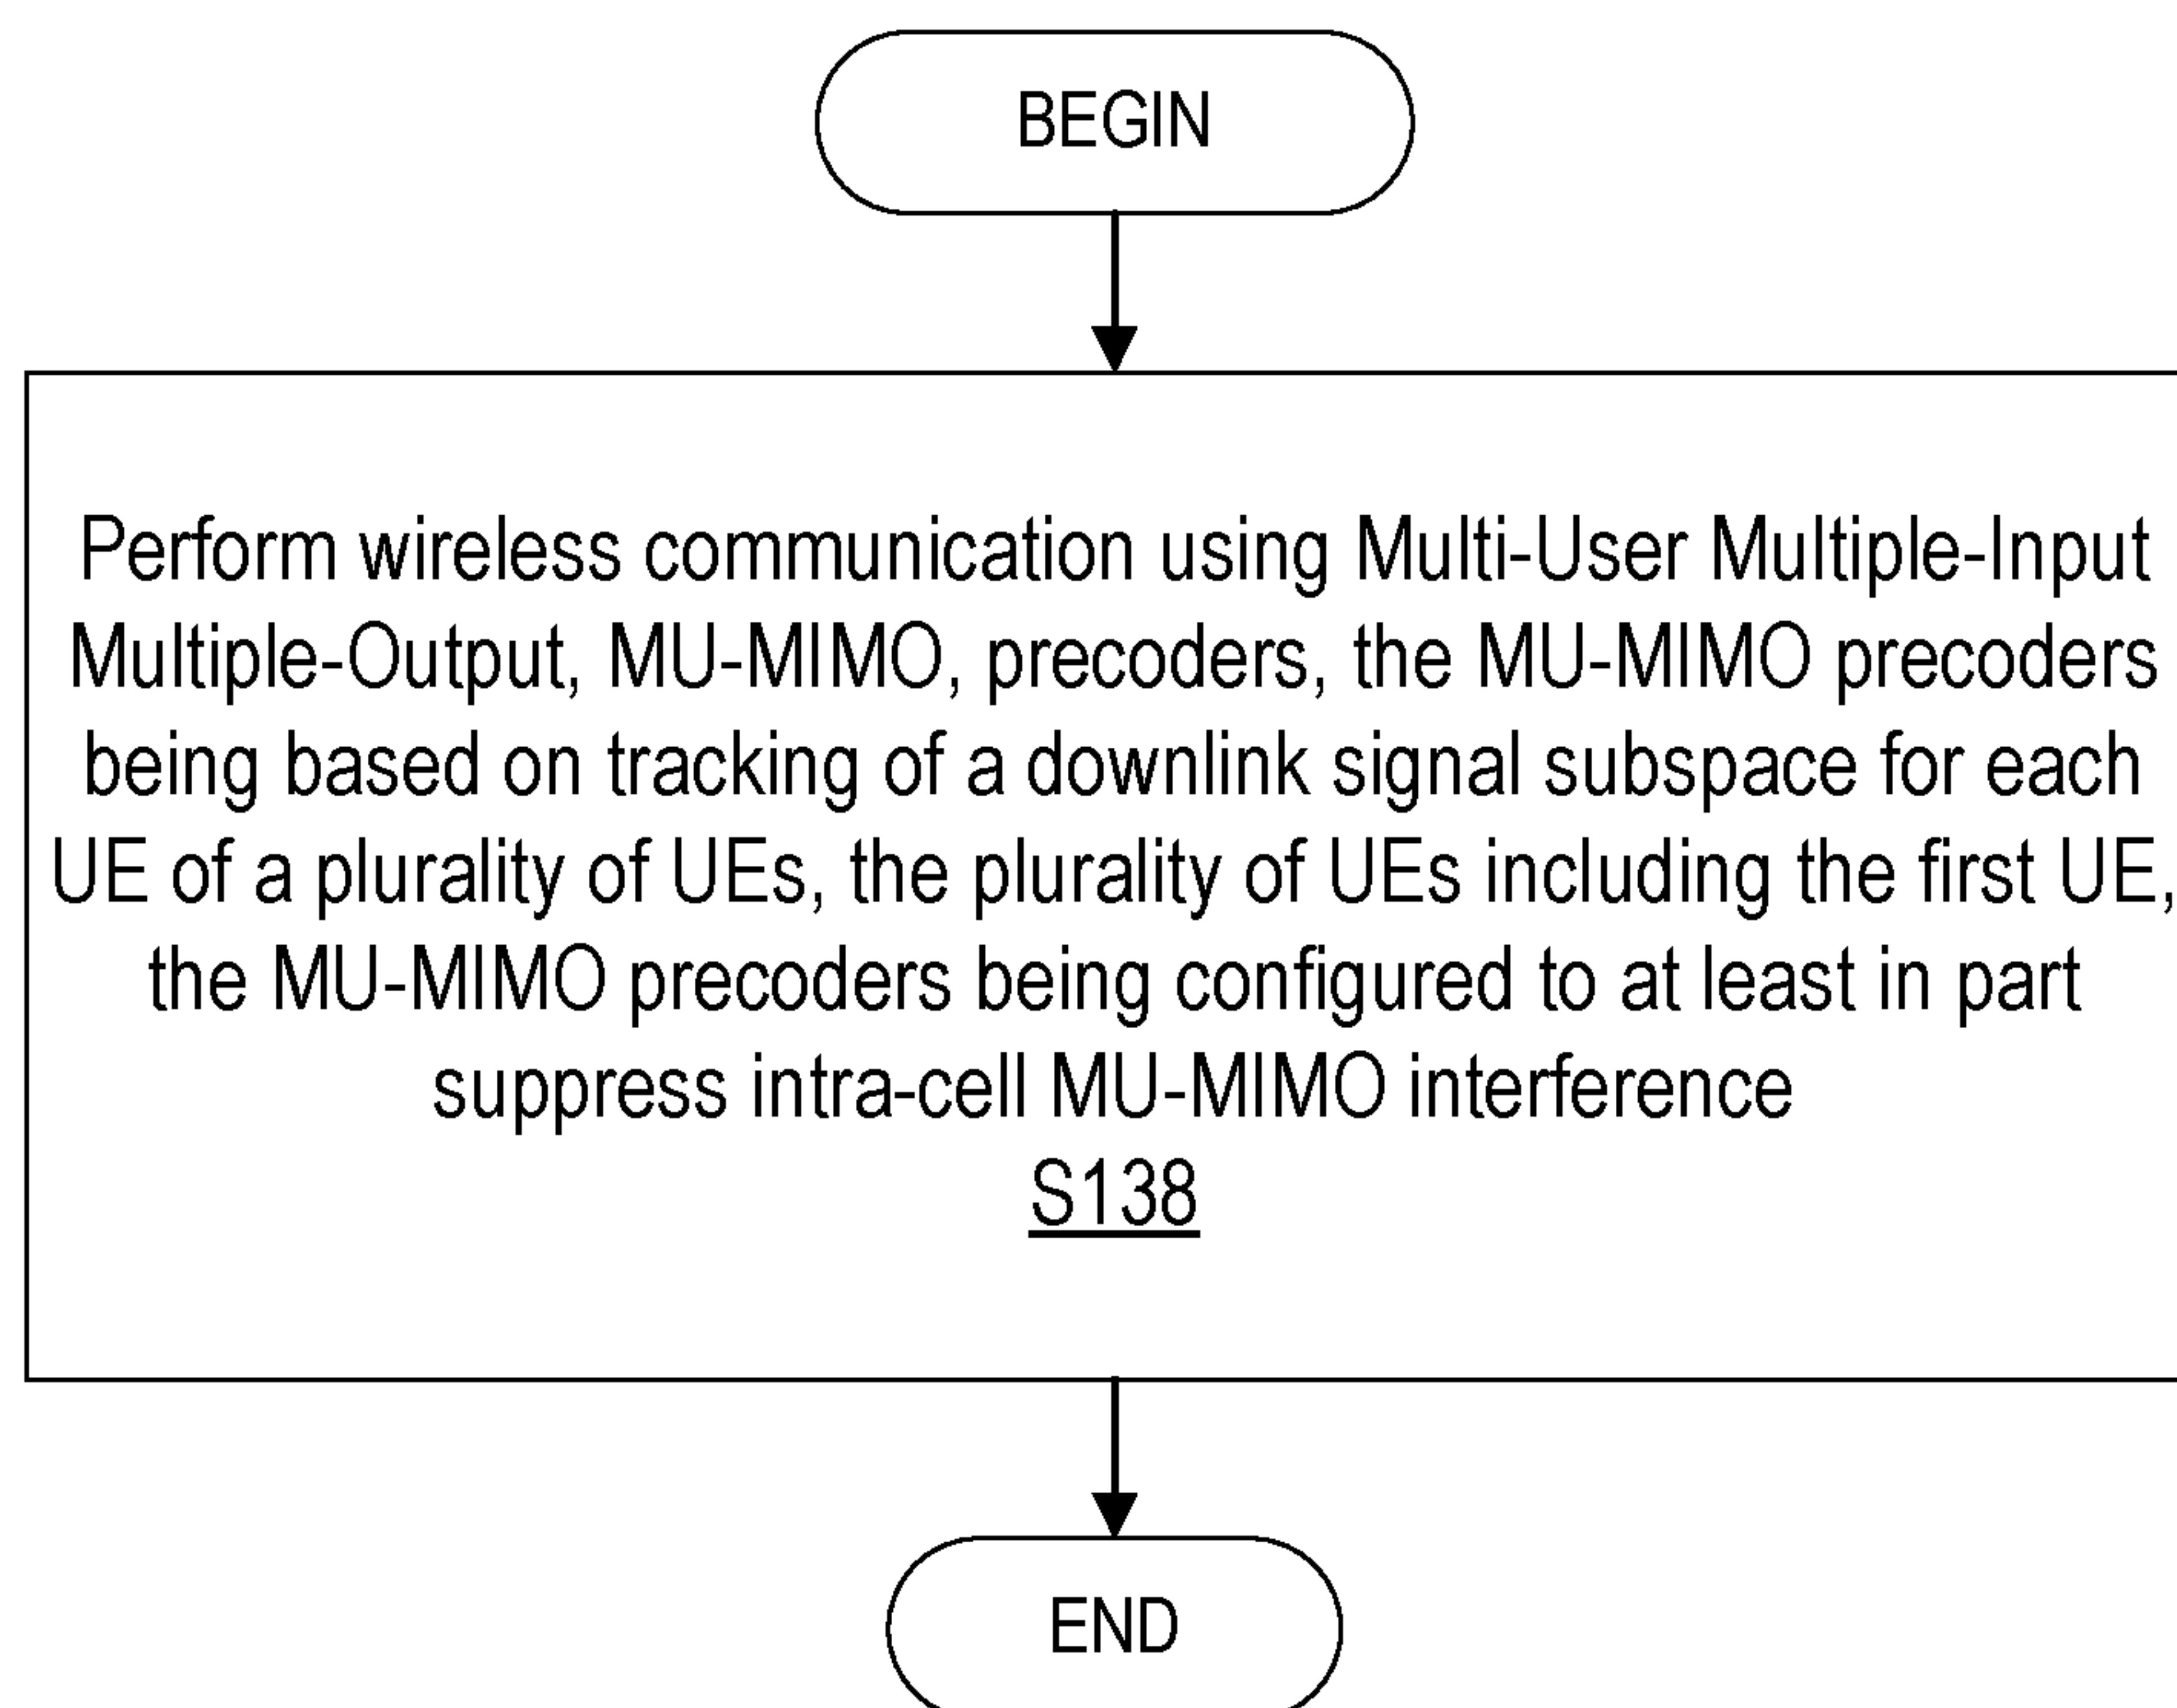 BEGIN
Perform wireless communication using Multi-User Multiple-Input
Multiple-Output, MU-MIMO, precoders, the MU-MIMO precoders
being based on tracking of a downlink signal subspace for each
UE of a plurality of UEs, the plurality of UEs including the first UE,
the MU-MIMO precoders being configured to at least in part
suppress intra-cell MU-MIMO interference
S138
END